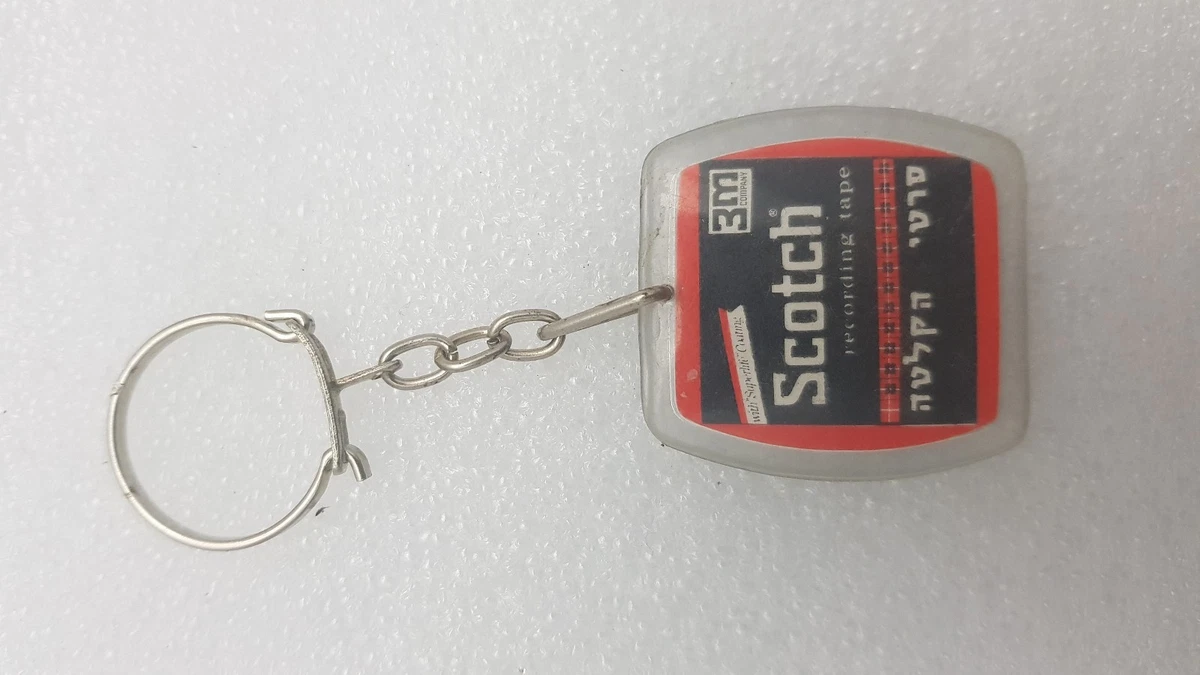 3M
COMPANY
with "Superlife" Coating
Scotch®
recording tape
סרטי הקלטה